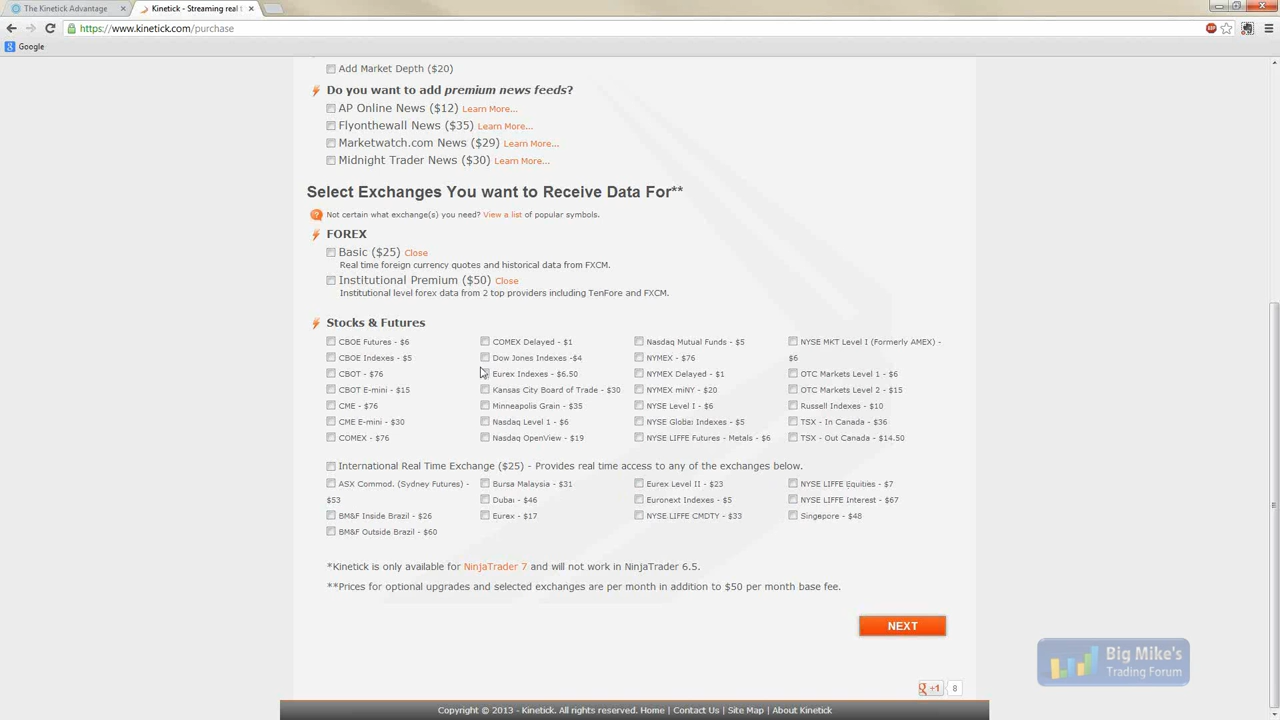 The Kinetick Advantage
Kinetick - Streaming real t
https://www.kinetick.com/purchase
Google
Add Market Depth ($20)
Do you want to add premium news feeds?
AP Online News ($12) Learn More...
Flyonthewall News ($35) Learn More...
Marketwatch.com News ($29) Learn More...
Midnight Trader News ($30) Learn More...
Select Exchanges You want to Receive Data For**
Not certain what exchange(s) you need? View a list of popular symbols.
FOREX
Basic ($25) Close
Real time foreign currency quotes and historical data from FXCM.
Institutional Premium ($50) Close
Institutional level forex data from 2 top providers including TenFore and FXCM.
Stocks & Futures
CBOE Futures - $6
CBOE Indexes - $5
CBOT - $76
CBOT E-mini - $15
CME - $76
CME E-mini - $30
COMEX - $76
COMEX Delayed - $1
Dow Jones Indexes -$4
Eurex Indexes - $6.50
Kansas City Board of Trade - $30
Minneapolis Grain - $35
Nasdaq Level 1 - $6
Nasdaq OpenView - $19
Nasdaq Mutual Funds - $5
NYMEX - $76
NYMEX Delayed - $1
NYMEX miNY - $20
NYSE Level I - $6
NYSE Global Indexes - $5
NYSE LIFFE Futures - Metals - $6
NYSE MKT Level I (Formerly AMEX) -
$6
OTC Markets Level 1 - $6
OTC Markets Level 2 - $15
Russell Indexes - $10
TSX - In Canada - $36
TSX - Out Canada - $14.50
International Real Time Exchange ($25) - Provides real time access to any of the exchanges below.
ASX Commod. (Sydney Futures) -
$53
BM&F Inside Brazil - $26
BM&F Outside Brazil - $60
Bursa Malaysia - $31
Dubai - $46
Eurex - $17
Eurex Level II - $23
Euronext Indexes - $5
NYSE LIFFE CMDTY - $33
NYSE LIFFE Equities - $7
NYSE LIFFE Interest - $67
Singapore - $48
*Kinetick is only available for NinjaTrader 7 and will not work in NinjaTrader 6.5.
**Prices for optional upgrades and selected exchanges are per month in addition to $50 per month base fee.
NEXT
Big Mike's
Trading Forum
+1 8
Copyright © 2013 - Kinetick. All rights reserved. Home | Contact Us | Site Map | About Kinetick